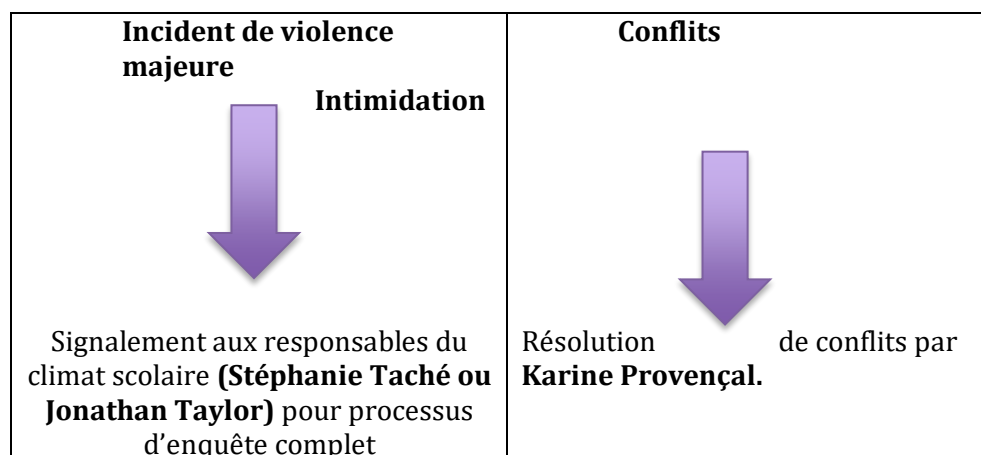 Incident de violence
majeure
Intimidation
Signalement aux responsables du
climat scolaire (Stéphanie Taché ou
Jonathan Taylor) pour processus
d'enquête complet
Conflits
Résolution de conflits par
Karine Provençal.